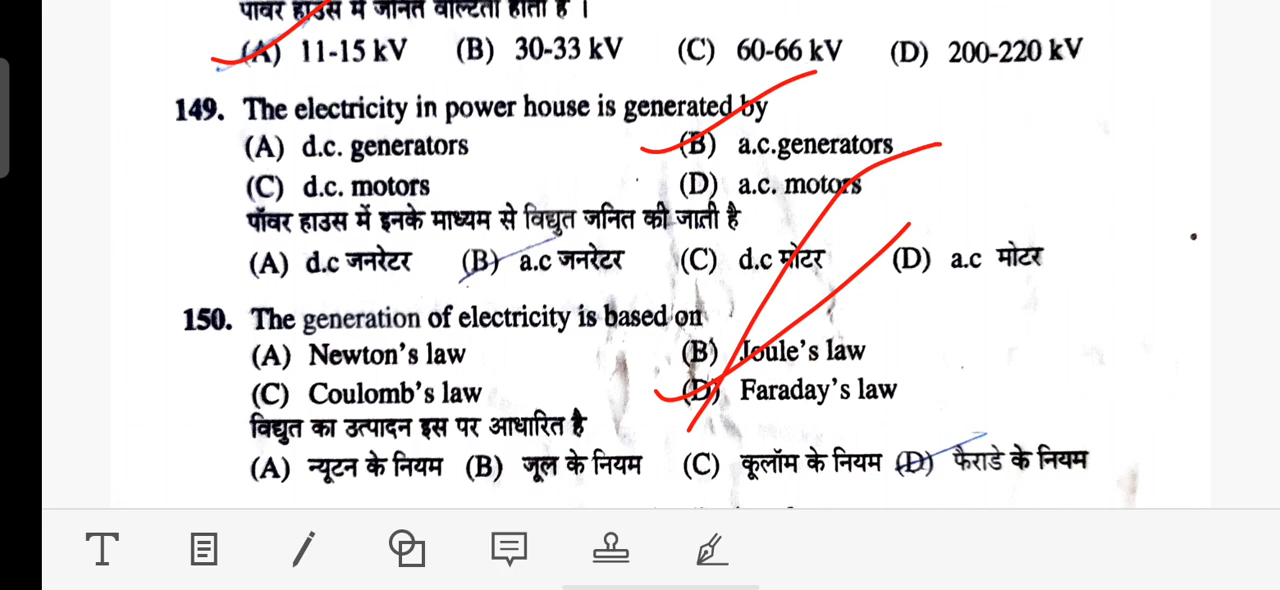 पावर हाउस में जनित वोल्टता होती है ।
(A) 11-15 kV (B) 30-33 kV (C) 60-66 kV (D) 200-220 kV
149. The electricity in power house is generated by
(A) d.c. generators (B) a.c.generators
(C) d.c. motors (D) a.c. motors
पॉवर हाउस में इनके माध्यम से विद्युत जनित की जाती है
(A) d.c जनरेटर (B) a.c जनरेटर (C) d.c मोटर (D) a.c मोटर
150. The generation of electricity is based on
(A) Newton's law (B) Joule's law
(C) Coulomb's law (D) Faraday's law
विद्युत का उत्पादन इस पर आधारित है
(A) न्यूटन के नियम (B) जूल के नियम (C) कूलॉम के नियम (D) फैराडे के नियम
T